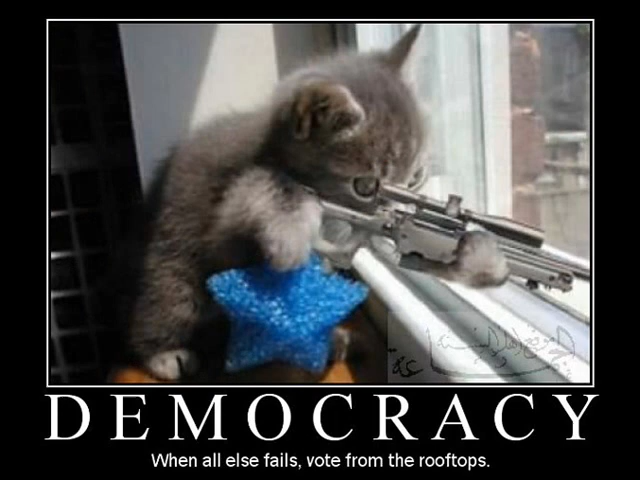 DEMOCRACY
When all else fails, vote from the rooftops.